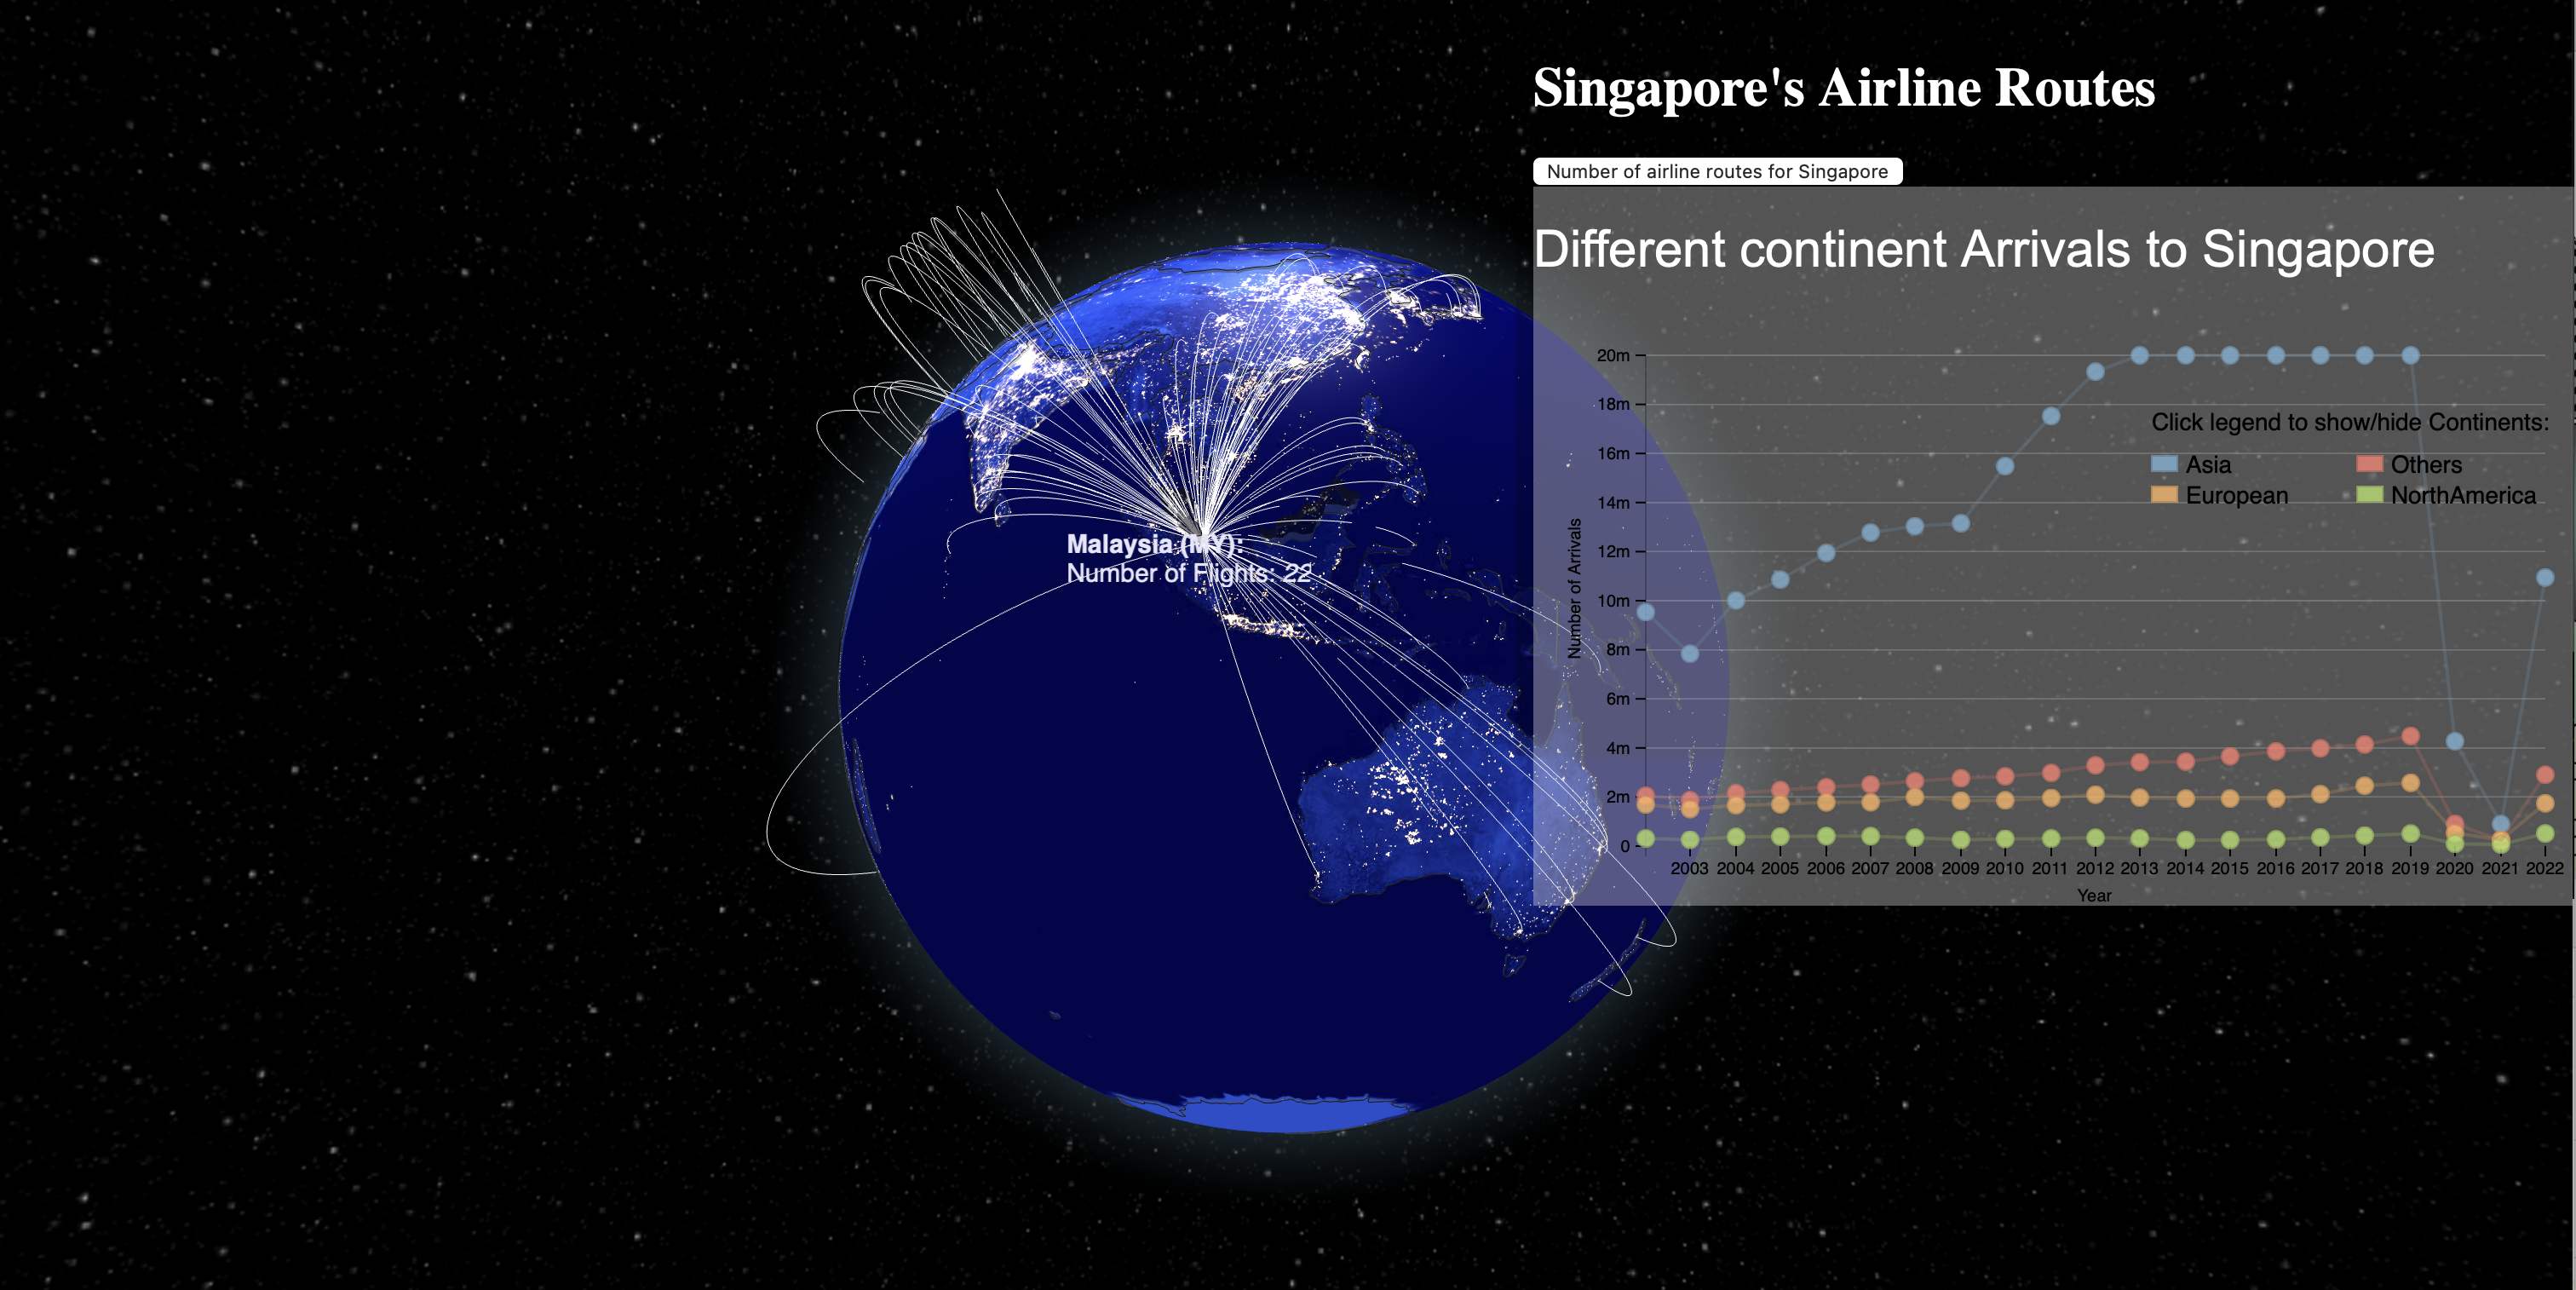 Singapore's Airline Routes
Number of airline routes for Singapore
Different continent Arrivals to Singapore
Malaysia (MY):
Number of Flights: 22
Number of Arrivals
20m
18m
16m
14m
12m
10m
8m
6m
4m
2m
0
Click legend to show/hide Continents:
Asia Others
European NorthAmerica
2003 2004 2005 2006 2007 2008 2009 2010 2011 2012 2013 2014 2015 2016 2017 2018 2019 2020 2021 2022
Year